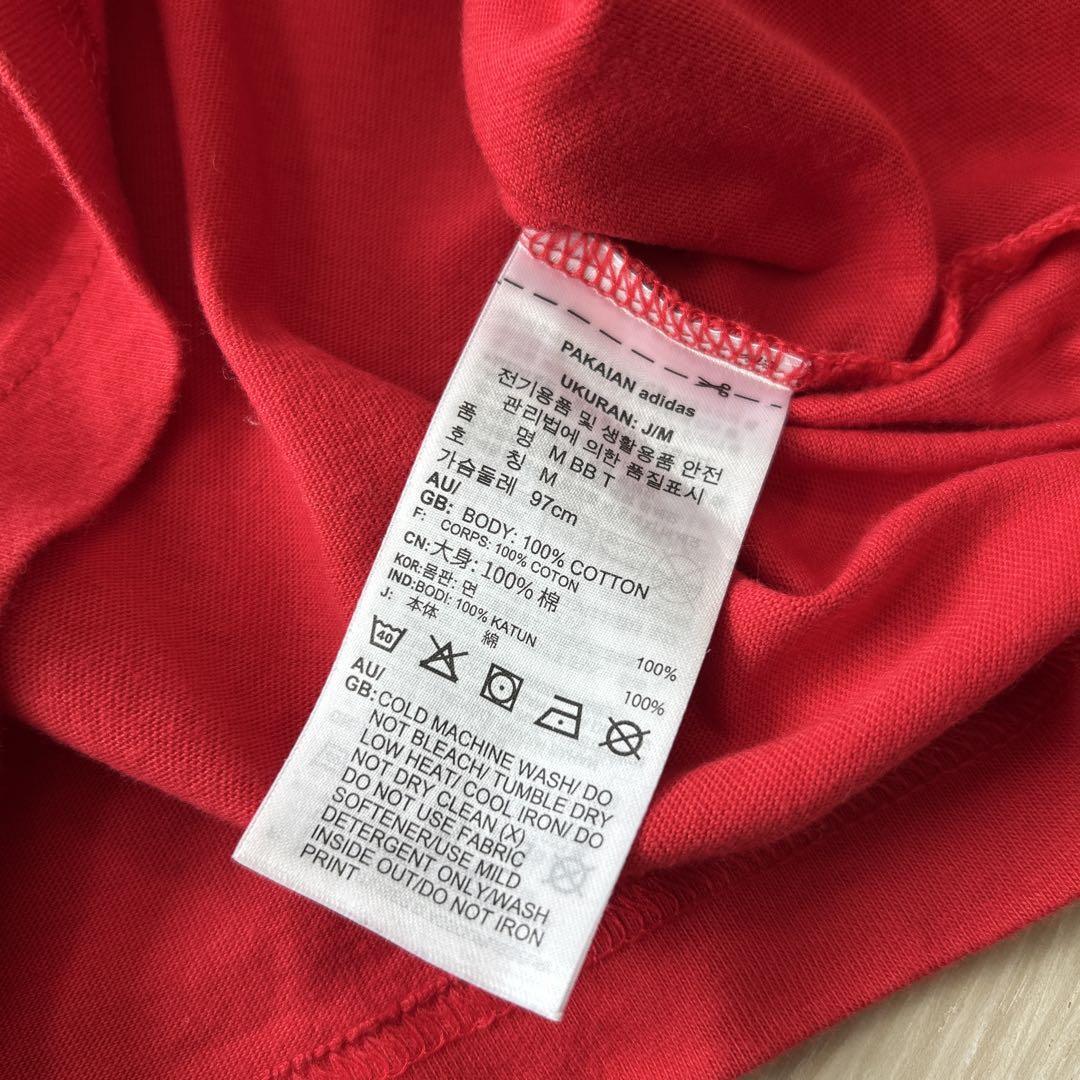 PAKAIAN adidas
UKURAN: J/M
전기용품 및 생활용품 안전
관리법에 의한 품질표시
품 명 M BB T
호 칭 M
가슴둘레 97cm
AU/
GB: BODY: 100% COTTON
F: CORPS: 100% COTON
CN: 大身: 100% 棉
KOR: 몸판: 면 100%
IND: BODI: 100% KATUN
J: 本体 綿 100%
40
AU/
GB: COLD MACHINE WASH/ DO
NOT BLEACH/ TUMBLE DRY
LOW HEAT/ COOL IRON/ DO
NOT DRY CLEAN (X)
DO NOT USE FABRIC
SOFTENER/USE MILD
DETERGENT ONLY/WASH
INSIDE OUT/DO NOT IRON
PRINT